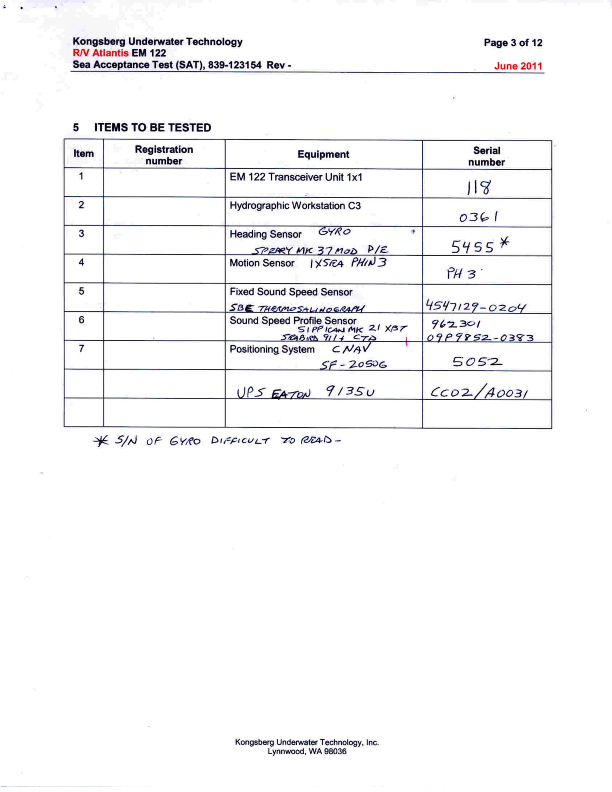 Kongsberg Underwater Technology Page 3 of 12
R/V Atlantis EM 122
Sea Acceptance Test (SAT), 839-123154 Rev - June 2011
5 ITEMS TO BE TESTED
Item Registration number Equipment Serial number
1 EM 122 Transceiver Unit 1x1 118
2 Hydrographic Workstation C3 0361
3 Heading Sensor GYRO *
SPERRY MK 37 MOD D/E 5455*
4 Motion Sensor IXSEA PHIN 3 PH 3
5 Fixed Sound Speed Sensor
SBE THERMOSALINOGRAPH 4547129-0204
6 Sound Speed Profile Sensor 962301
SIPPICAN MK 21 XBT
SEABIRD 911+ CTD 09P9852-0383
7 Positioning System CNAV
SF-2050G 5052
UPS EATON 9135U CC02/A0031
* S/N OF GYRO DIFFICULT TO READ-
Kongsberg Underwater Technology, Inc.
Lynnwood, WA 98036